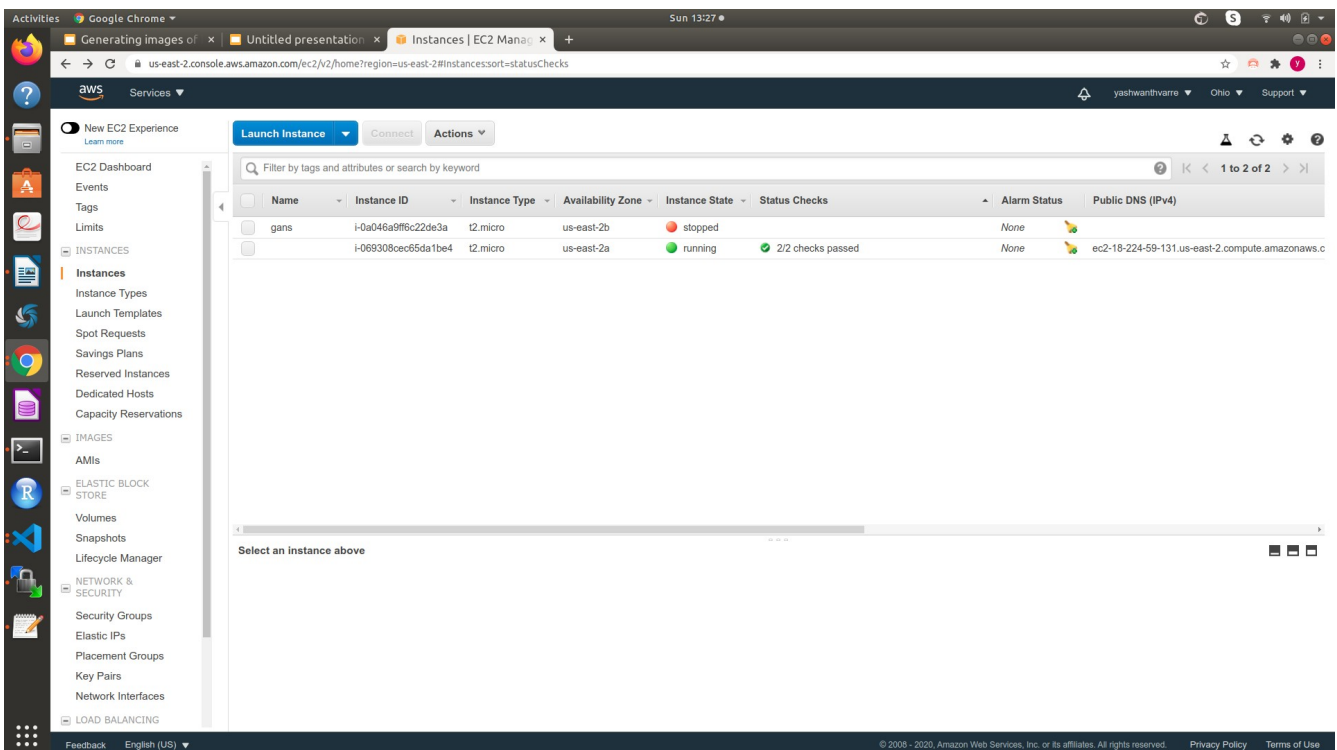 Activities Google Chrome Sun 13:27
Generating images of Untitled presentation Instances | EC2 Manag
us-east-2.console.aws.amazon.com/ec2/v2/home?region=us-east-2#Instances:sort=statusChecks
aws Services yashwanthvarre Ohio Support
New EC2 Experience
Learn more
Launch Instance Connect Actions
EC2 Dashboard
Events
Tags
Limits
INSTANCES
Instances
Instance Types
Launch Templates
Spot Requests
Savings Plans
Reserved Instances
Dedicated Hosts
Capacity Reservations
IMAGES
AMIs
ELASTIC BLOCK
STORE
Volumes
Snapshots
Lifecycle Manager
NETWORK &
SECURITY
Security Groups
Elastic IPs
Placement Groups
Key Pairs
Network Interfaces
LOAD BALANCING
Filter by tags and attributes or search by keyword 1 to 2 of 2
Name Instance ID Instance Type Availability Zone Instance State Status Checks Alarm Status Public DNS (IPv4)
gans i-0a046a9ff6c22de3a t2.micro us-east-2b stopped None
i-069308cec65da1be4 t2.micro us-east-2a running 2/2 checks passed None ec2-18-224-59-131.us-east-2.compute.amazonaws.c
Select an instance above
Feedback English (US) © 2008 - 2020, Amazon Web Services, Inc. or its affiliates. All rights reserved. Privacy Policy Terms of Use